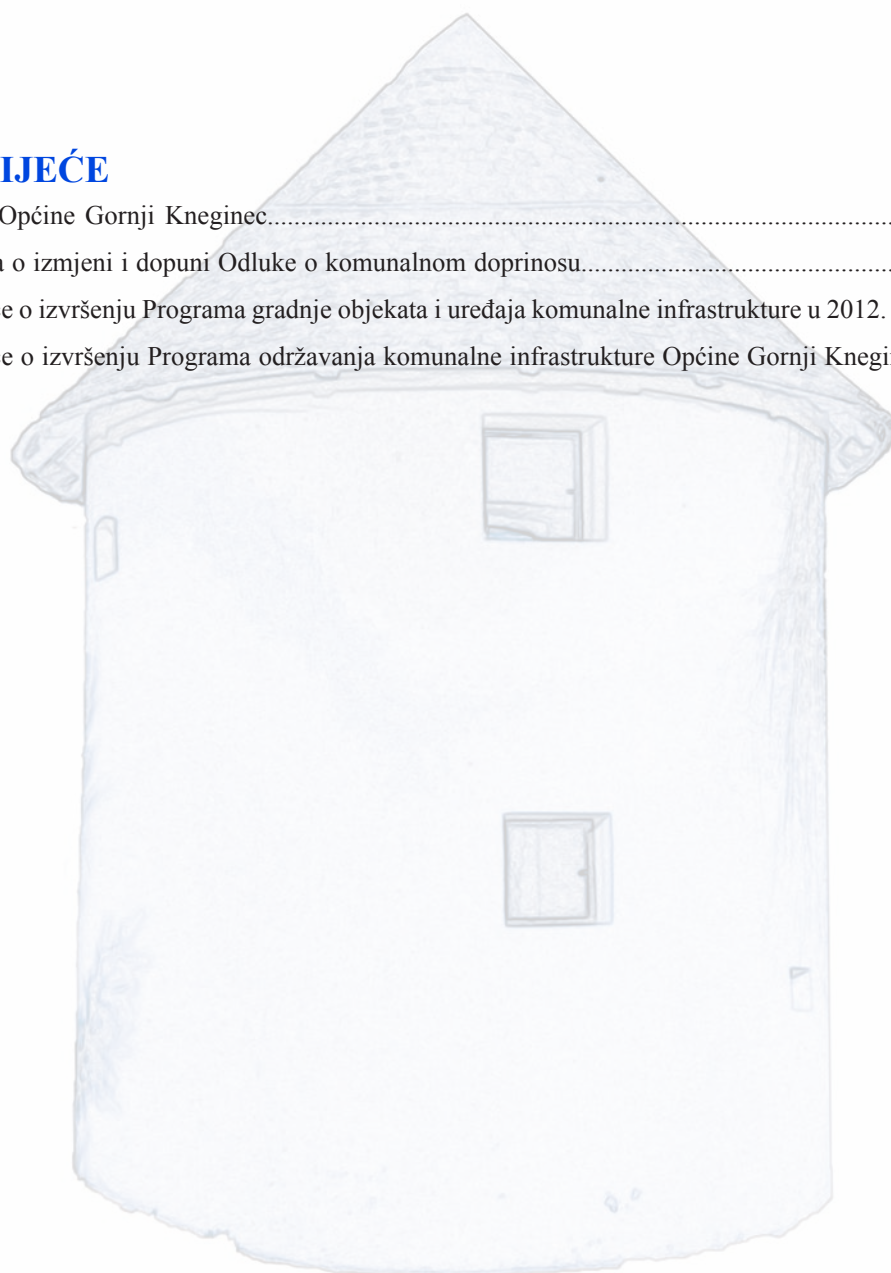 IJEĆE
Općine Gornji Kneginec
o izmjeni i dopuni Odluke o komunalnom doprinosu
o izvršenju Programa gradnje objekata i uređaja komunalne infrastrukture u 2012.
o izvršenju Programa održavanja komunalne infrastrukture Općine Gornji Knegi